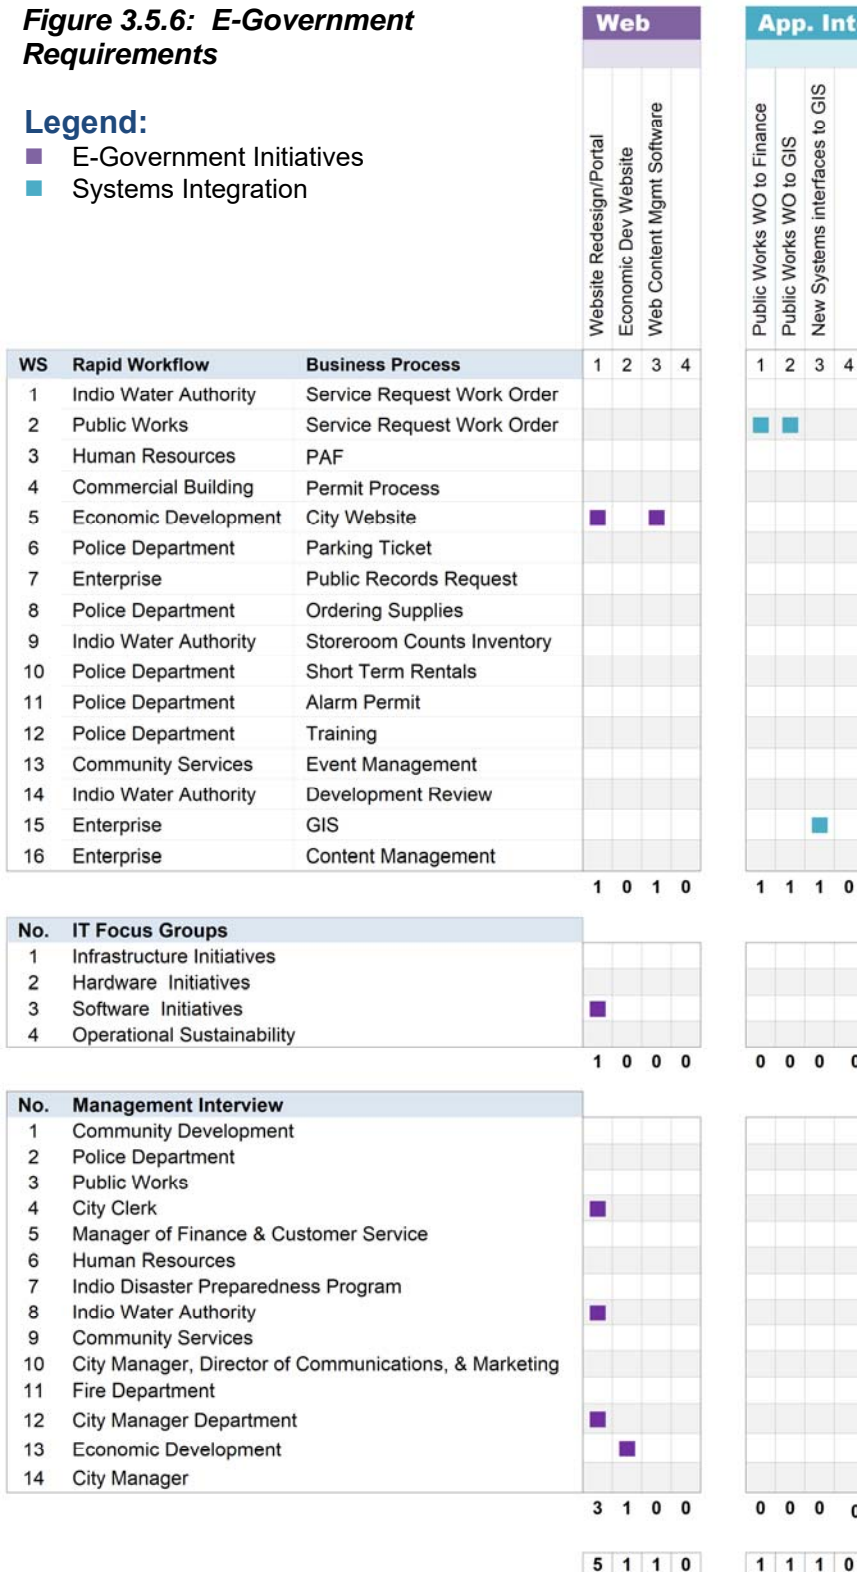 Figure 3.5.6: E-Government
Requirements
Web
App. Int
Legend:
E-Government Initiatives
Systems Integration
Website Redesign/Portal
Economic Dev Website
Web Content Mgmt Software
Public Works WO to Finance
Public Works WO to GIS
New Systems interfaces to GIS
WS Rapid Workflow Business Process 1 2 3 4 1 2 3 4
1 Indio Water Authority Service Request Work Order
2 Public Works Service Request Work Order
3 Human Resources PAF
4 Commercial Building Permit Process
5 Economic Development City Website
6 Police Department Parking Ticket
7 Enterprise Public Records Request
8 Police Department Ordering Supplies
9 Indio Water Authority Storeroom Counts Inventory
10 Police Department Short Term Rentals
11 Police Department Alarm Permit
12 Police Department Training
13 Community Services Event Management
14 Indio Water Authority Development Review
15 Enterprise GIS
16 Enterprise Content Management
1 0 1 0 1 1 1 0
No. IT Focus Groups
1 Infrastructure Initiatives
2 Hardware Initiatives
3 Software Initiatives
4 Operational Sustainability
1 0 0 0 0 0 0 0
No. Management Interview
1 Community Development
2 Police Department
3 Public Works
4 City Clerk
5 Manager of Finance & Customer Service
6 Human Resources
7 Indio Disaster Preparedness Program
8 Indio Water Authority
9 Community Services
10 City Manager, Director of Communications, & Marketing
11 Fire Department
12 City Manager Department
13 Economic Development
14 City Manager
3 1 0 0 0 0 0 0
5 1 1 0 1 1 1 0